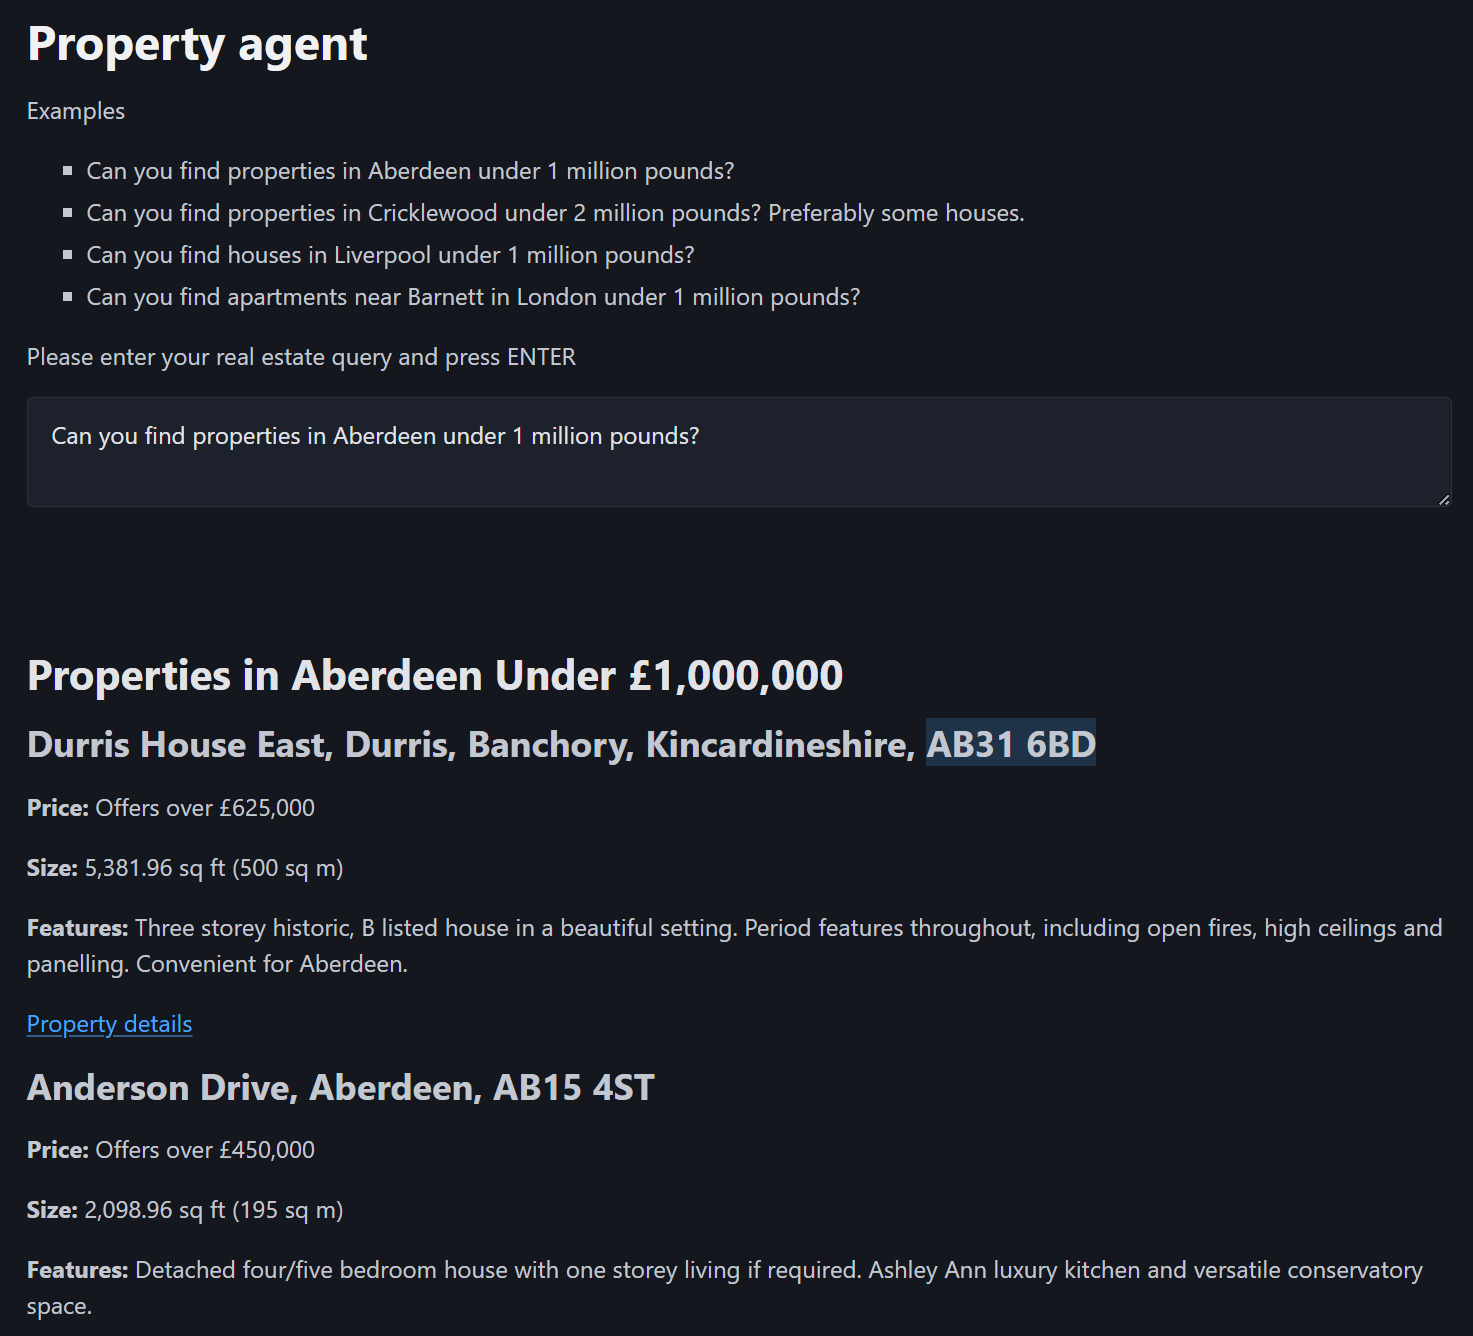 Property agent
Examples
Can you find properties in Aberdeen under 1 million pounds?
Can you find properties in Cricklewood under 2 million pounds? Preferably some houses.
Can you find houses in Liverpool under 1 million pounds?
Can you find apartments near Barnett in London under 1 million pounds?
Please enter your real estate query and press ENTER
Can you find properties in Aberdeen under 1 million pounds?
Properties in Aberdeen Under £1,000,000
Durris House East, Durris, Banchory, Kincardineshire, AB31 6BD
Price: Offers over £625,000
Size: 5,381.96 sq ft (500 sq m)
Features: Three storey historic, B listed house in a beautiful setting. Period features throughout, including open fires, high ceilings and
panelling. Convenient for Aberdeen.
Property details
Anderson Drive, Aberdeen, AB15 4ST
Price: Offers over £450,000
Size: 2,098.96 sq ft (195 sq m)
Features: Detached four/five bedroom house with one storey living if required. Ashley Ann luxury kitchen and versatile conservatory
space.